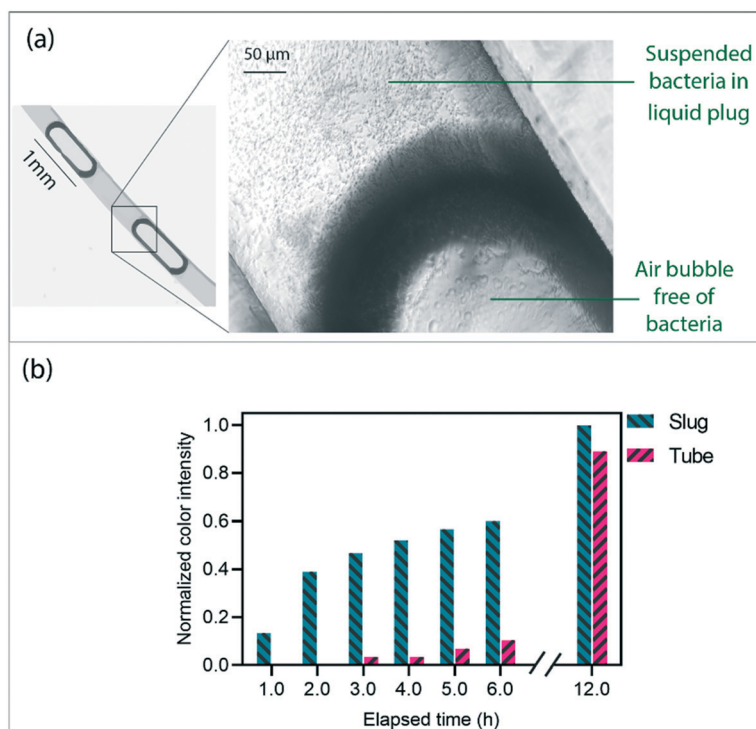 (a)
50 µm
Suspended
bacteria in
liquid plug
1mm
Air bubble
free of
bacteria
(b)
Normalized color intensity
1.0
0.8
0.6
0.4
0.2
0.0
Slug
Tube
1.0 2.0 3.0 4.0 5.0 6.0 12.0
Elapsed time (h)